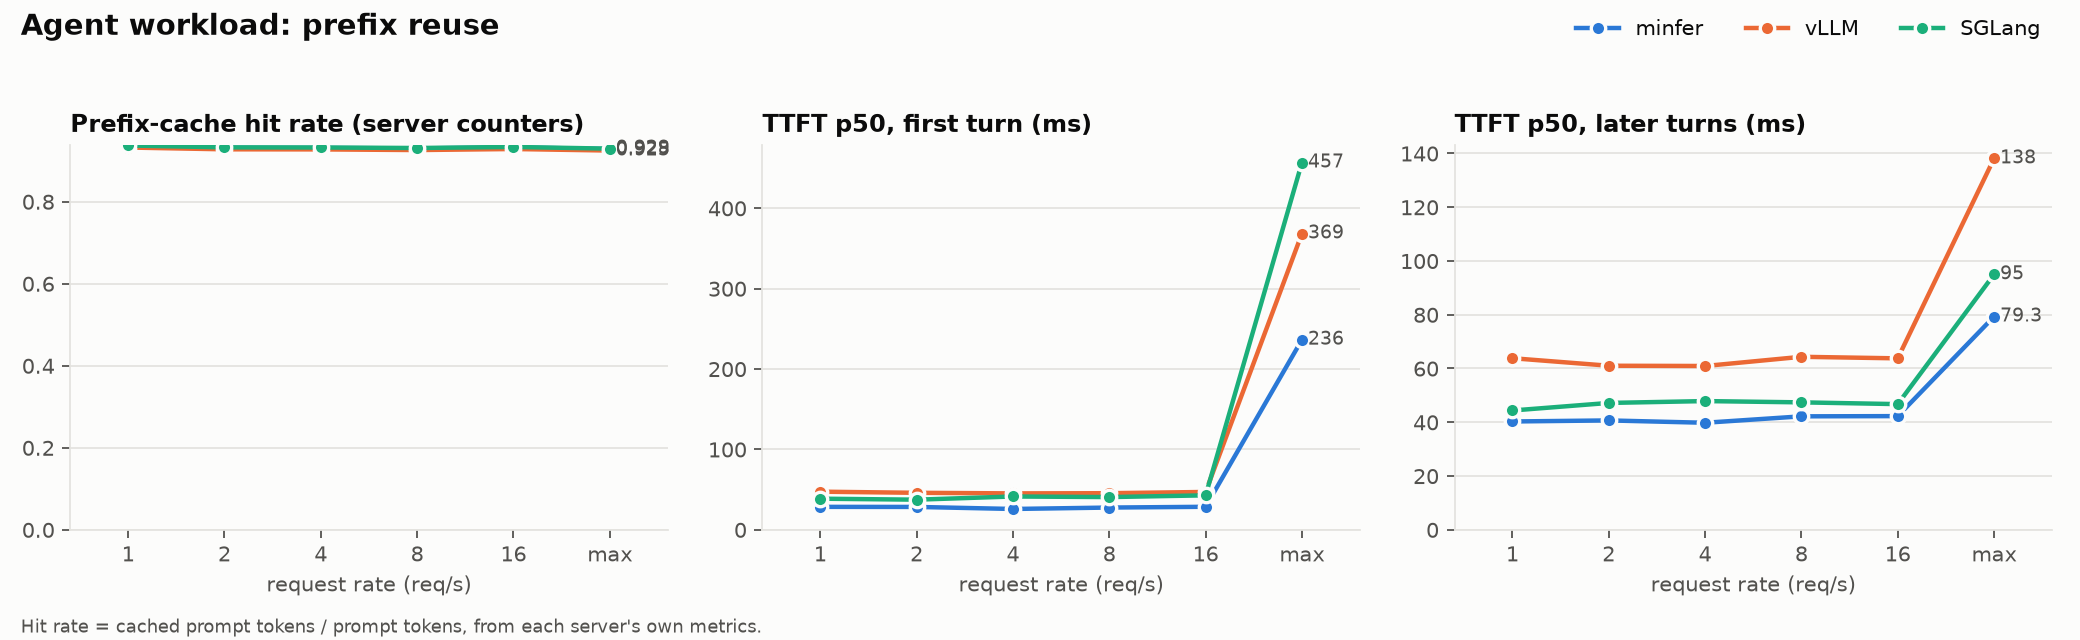 Agent workload: prefix reuse
minfer
vLLM
SGLang
Prefix-cache hit rate (server counters)
0.8
0.6
0.4
0.2
0.0
1
2
4
8
16
max
request rate (req/s)
TTFT p50, first turn (ms)
457
369
236
400
300
200
100
0
1
2
4
8
16
max
request rate (req/s)
TTFT p50, later turns (ms)
138
95
79.3
140
120
100
80
60
40
20
0
1
2
4
8
16
max
request rate (req/s)
Hit rate = cached prompt tokens / prompt tokens, from each server's own metrics.